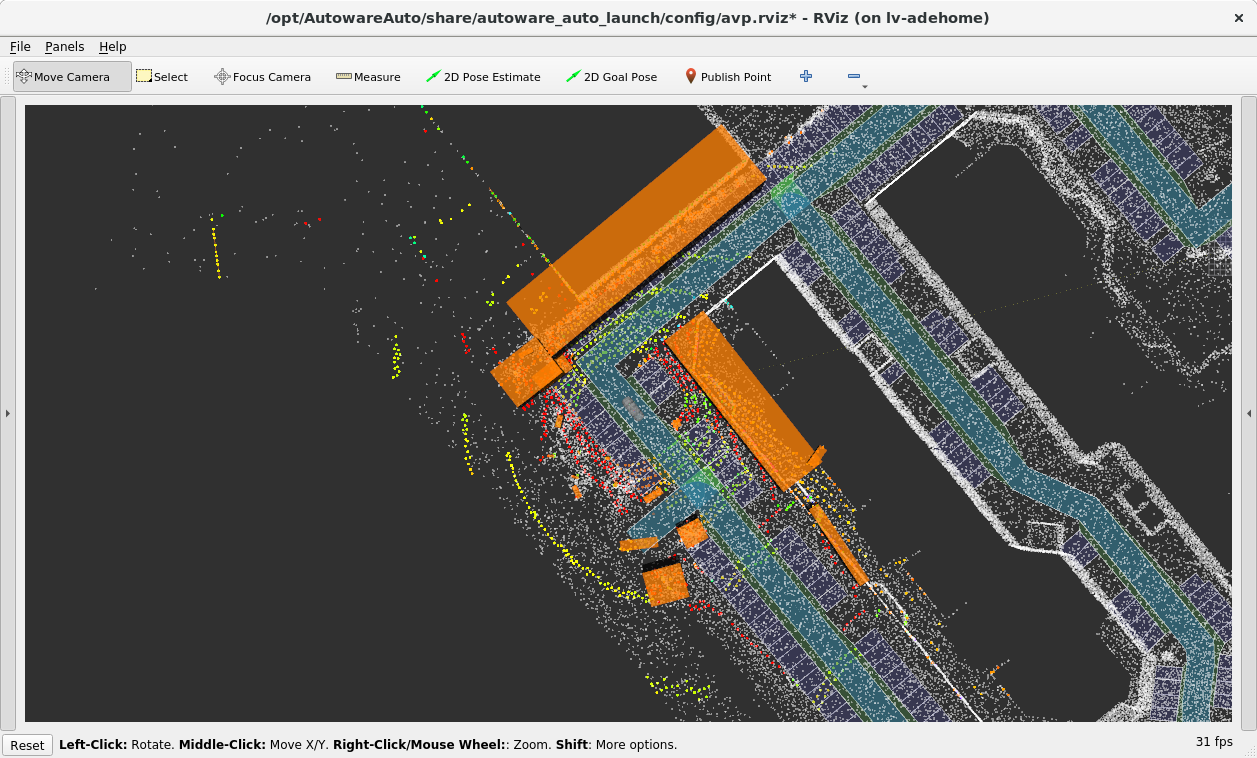 /opt/AutowareAuto/share/autoware_auto_launch/config/avp.rviz* - RViz (on lv-adehome)
File Panels Help
Move Camera Select Focus Camera Measure 2D Pose Estimate 2D Goal Pose Publish Point
Reset Left-Click: Rotate. Middle-Click: Move X/Y. Right-Click/Mouse Wheel:: Zoom. Shift: More options. 31 fps